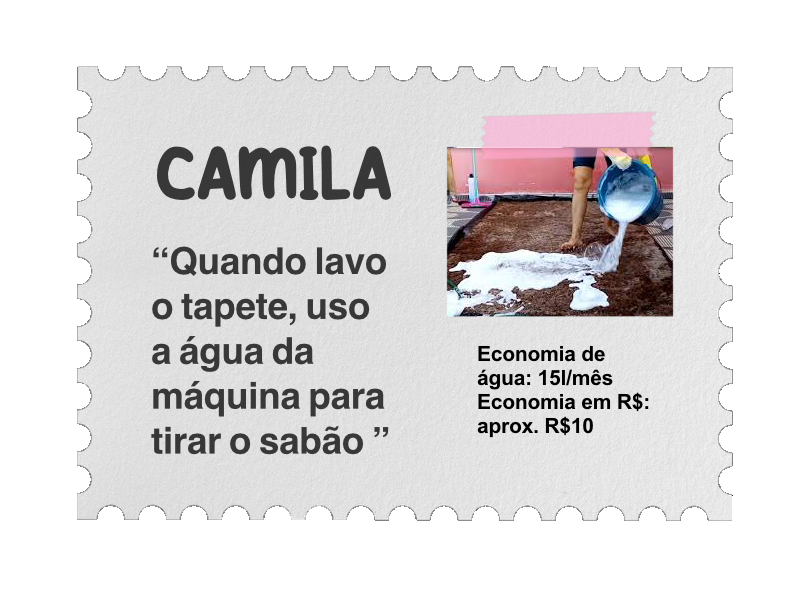 CAMILA
“Quando lavo
o tapete, uso
a água da
máquina para
tirar o sabão ”
Economia de
água: 15l/mês
Economia em R$:
aprox. R$10